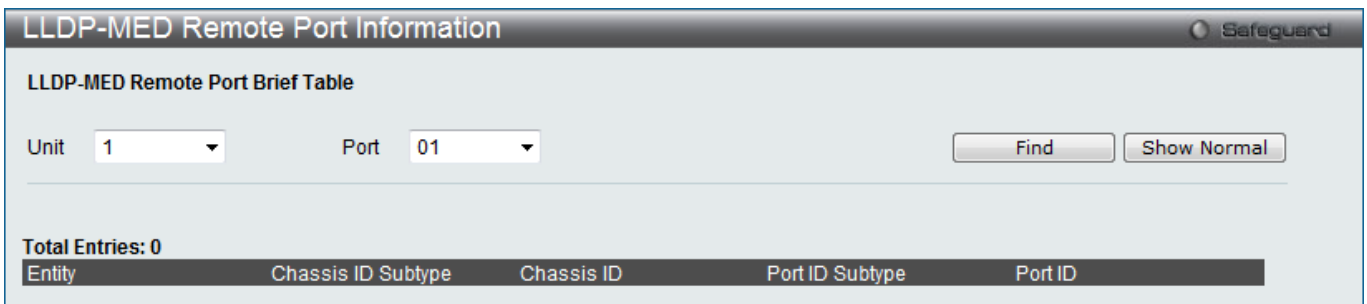 LLDP-MED Remote Port Information Safeguard
LLDP-MED Remote Port Brief Table
Unit 1 Port 01 Find Show Normal
Total Entries: 0
Entity Chassis ID Subtype Chassis ID Port ID Subtype Port ID